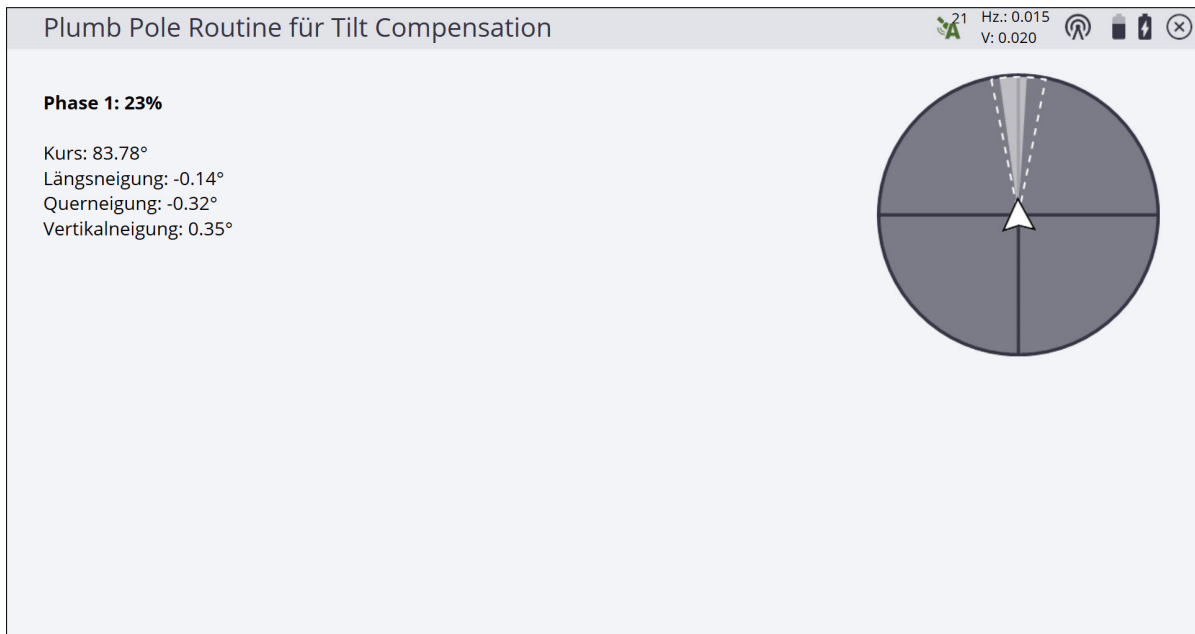 Plumb Pole Routine für Tilt Compensation
21
Hz.: 0.015
V: 0.020
Phase 1: 23%
Kurs: 83.78°
Längsneigung: -0.14°
Querneigung: -0.32°
Vertikalneigung: 0.35°